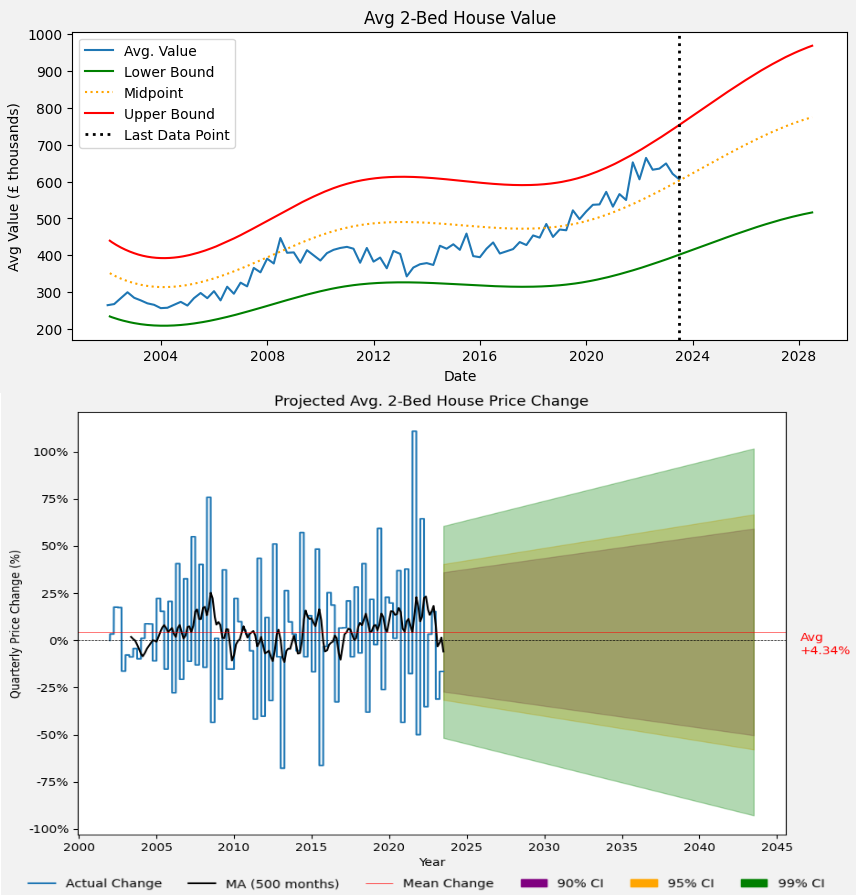 Avg 2-Bed House Value
Avg Value (£ thousands)
1000
900
800
700
600
500
400
300
200
Avg. Value
Lower Bound
Midpoint
Upper Bound
Last Data Point
2004 2008 2012 2016 2020 2024 2028
Date
Projected Avg. 2-Bed House Price Change
Quarterly Price Change (%)
100%
75%
50%
25%
0%
-25%
-50%
-75%
-100%
Avg
+4.34%
2000 2005 2010 2015 2020 2025 2030 2035 2040 2045
Year
Actual Change MA (500 months) Mean Change 90% CI 95% CI 99% CI